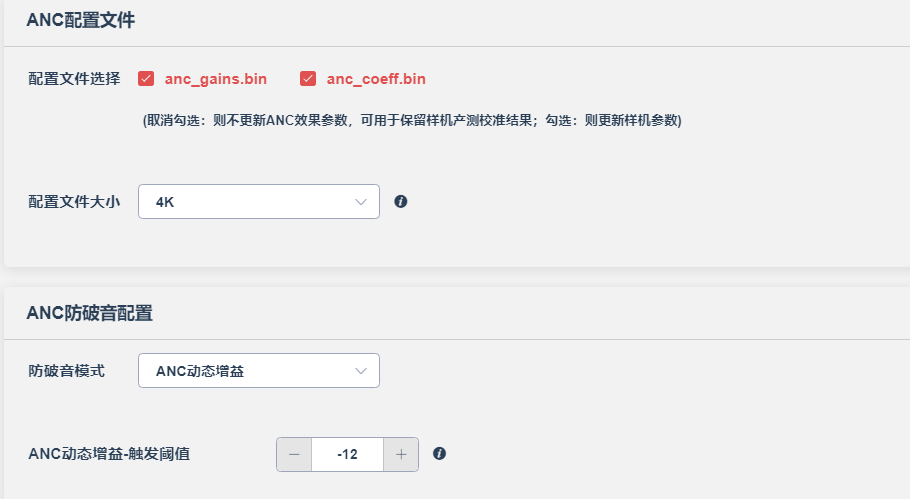 ANC配置文件
配置文件选择 anc_gains.bin anc_coeff.bin
(取消勾选：则不更新ANC效果参数，可用于保留样机产测校准结果；勾选：则更新样机参数)
配置文件大小 4K
ANC防破音配置
防破音模式 ANC动态增益
ANC动态增益-触发阈值 -12